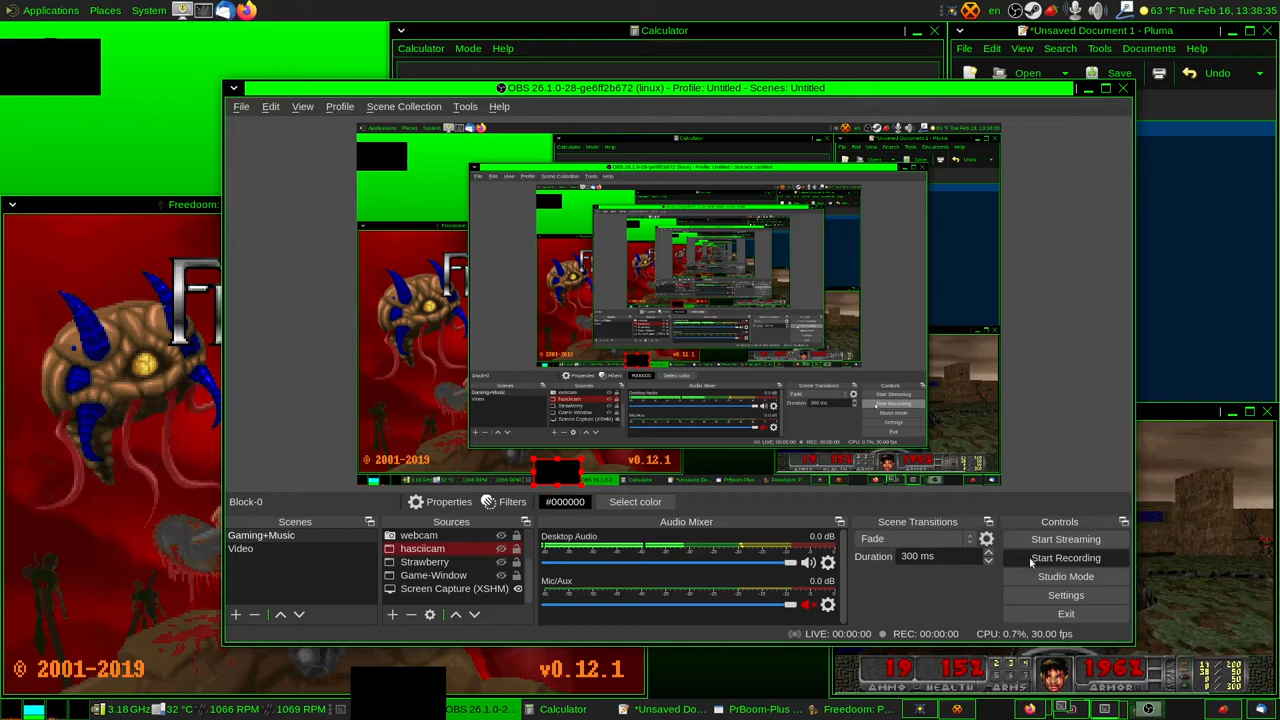 Applications Places System
en 63 °F Tue Feb 16, 13:38:35
Calculator
*Unsaved Document 1 - Pluma
Calculator Mode Help
File Edit View Search Tools Documents Help
Open Save Undo
OBS 26.1.0-28-ge6ff2b672 (linux) - Profile: Untitled - Scenes: Untitled
File Edit View Profile Scene Collection Tools Help
Freedoom:
© 2001-2019
v0.12.1
Block-0 Properties Filters #000000 Select color
Scenes Sources Audio Mixer Scene Transitions Controls
Gaming+Music
Video
webcam
hasciicam
Strawberry
Game-Window
Screen Capture (XSHM)
Desktop Audio 0.0 dB
Mic/Aux 0.0 dB
Fade
Duration 300 ms
Start Streaming
Start Recording
Studio Mode
Settings
Exit
LIVE: 00:00:00 REC: 00:00:00 CPU: 0.7%, 30.00 fps
19 15% 196%
AMMO HEALTH ARMS ARMOR
3.18 GHz 32 °C 1066 RPM 1069 RPM OBS 26.1.0-2... Calculator *Unsaved Do... PrBoom-Plus ... Freedoom: P...